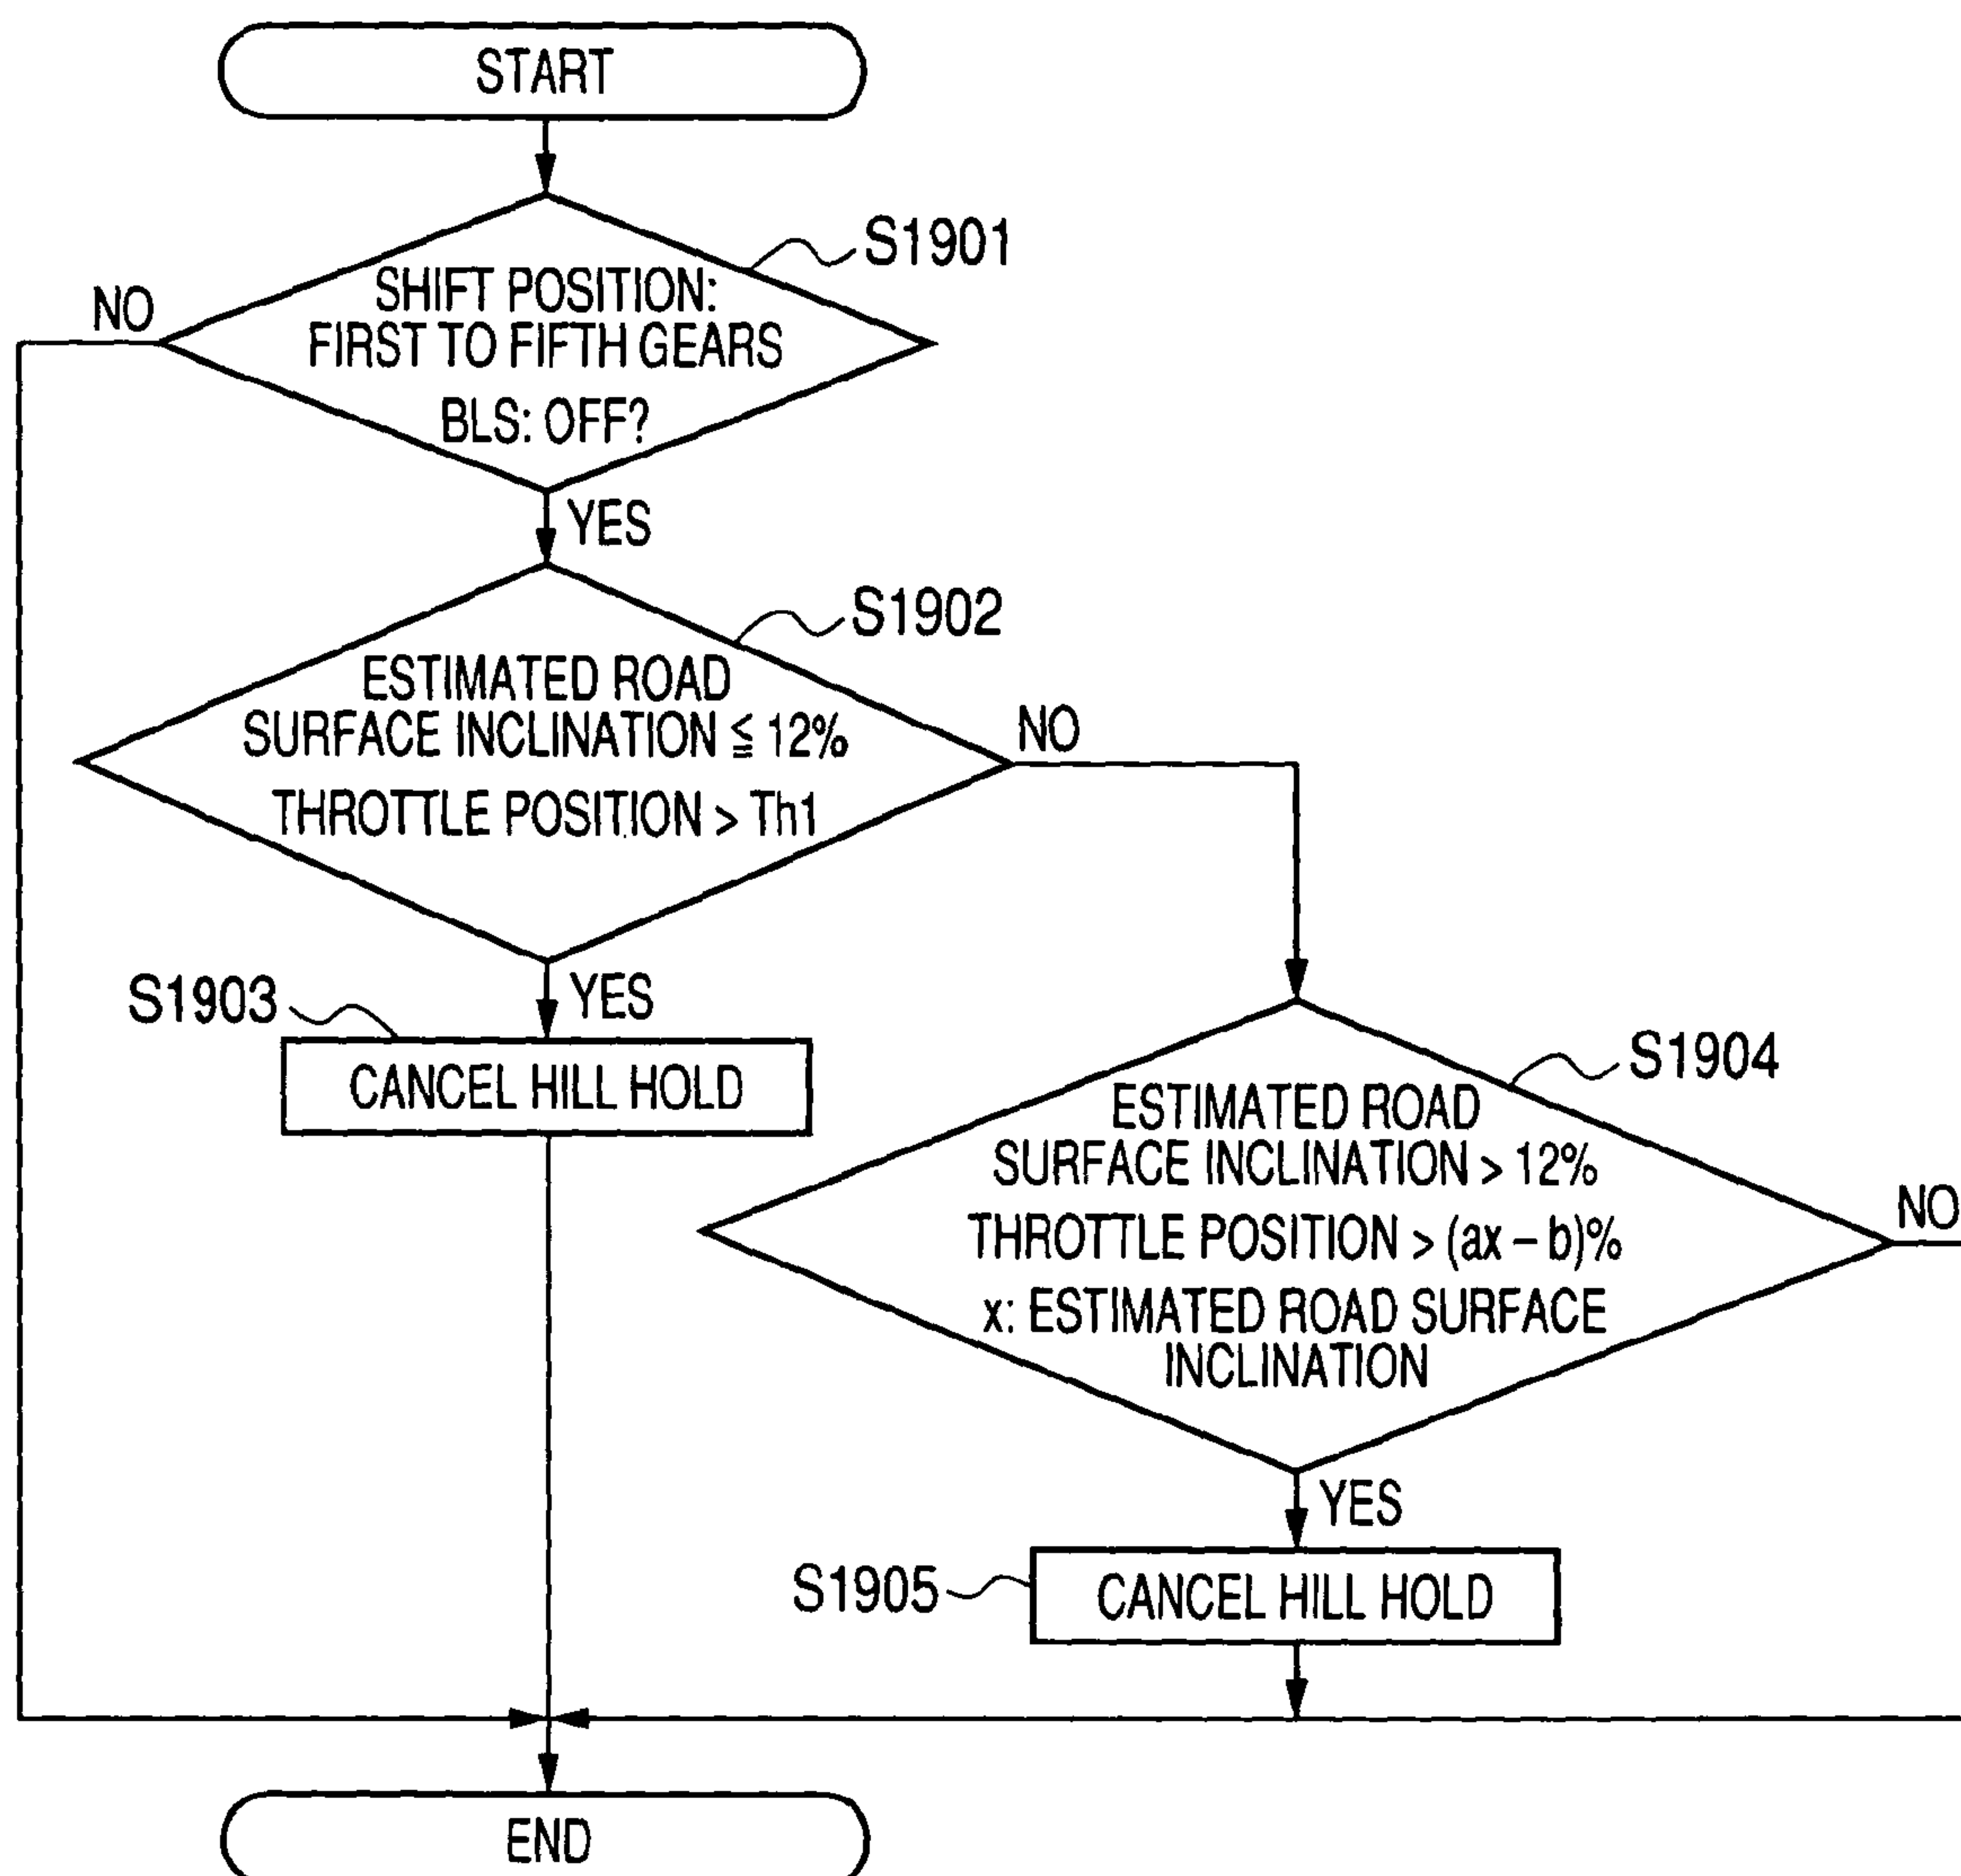 START
S1901
SHIFT POSITION:
FIRST TO FIFTH GEARS
BLS: OFF?
NO
YES
S1902
ESTIMATED ROAD
SURFACE INCLINATION ≦ 12%
THROTTLE POSITION > Th1
NO
YES
S1903
CANCEL HILL HOLD
S1904
ESTIMATED ROAD
SURFACE INCLINATION > 12%
THROTTLE POSITION > (ax – b)%
x: ESTIMATED ROAD SURFACE
INCLINATION
NO
YES
S1905
CANCEL HILL HOLD
END